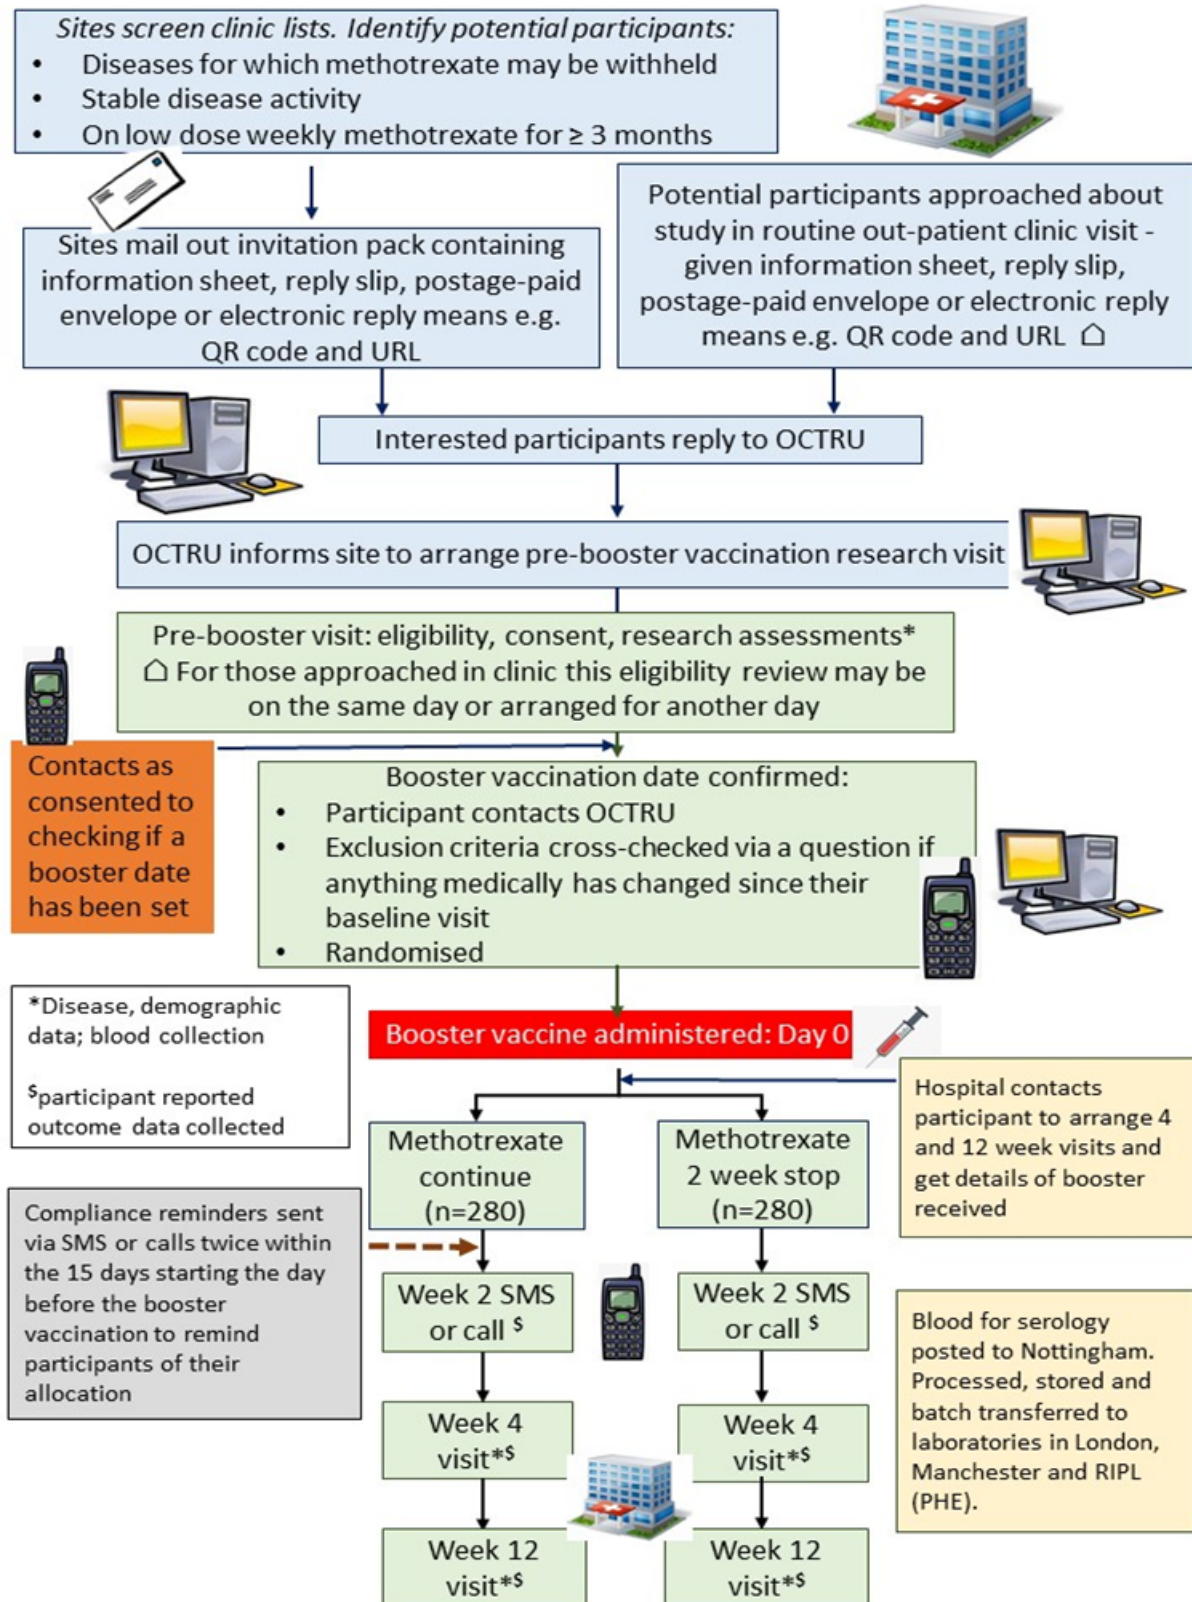 Sites screen clinic lists. Identify potential participants:
• Diseases for which methotrexate may be withheld
• Stable disease activity
• On low dose weekly methotrexate for ≥ 3 months
Sites mail out invitation pack containing
information sheet, reply slip, postage-paid
envelope or electronic reply means e.g.
QR code and URL
Potential participants approached about
study in routine out-patient clinic visit -
given information sheet, reply slip,
postage-paid envelope or electronic reply
means e.g. QR code and URL ⌂
Interested participants reply to OCTRU
OCTRU informs site to arrange pre-booster vaccination research visit
Pre-booster visit: eligibility, consent, research assessments*
⌂ For those approached in clinic this eligibility review may be
on the same day or arranged for another day
Contacts as
consented to
checking if a
booster date
has been set
Booster vaccination date confirmed:
• Participant contacts OCTRU
• Exclusion criteria cross-checked via a question if
anything medically has changed since their
baseline visit
• Randomised
*Disease, demographic
data; blood collection
$participant reported
outcome data collected
Booster vaccine administered: Day 0
Hospital contacts
participant to arrange 4
and 12 week visits and
get details of booster
received
Methotrexate
continue
(n=280)
Methotrexate
2 week stop
(n=280)
Compliance reminders sent
via SMS or calls twice within
the 15 days starting the day
before the booster
vaccination to remind
participants of their
allocation
Week 2 SMS
or call $
Week 2 SMS
or call $
Blood for serology
posted to Nottingham.
Processed, stored and
batch transferred to
laboratories in London,
Manchester and RIPL
(PHE).
Week 4
visit*$
Week 4
visit*$
Week 12
visit*$
Week 12
visit*$